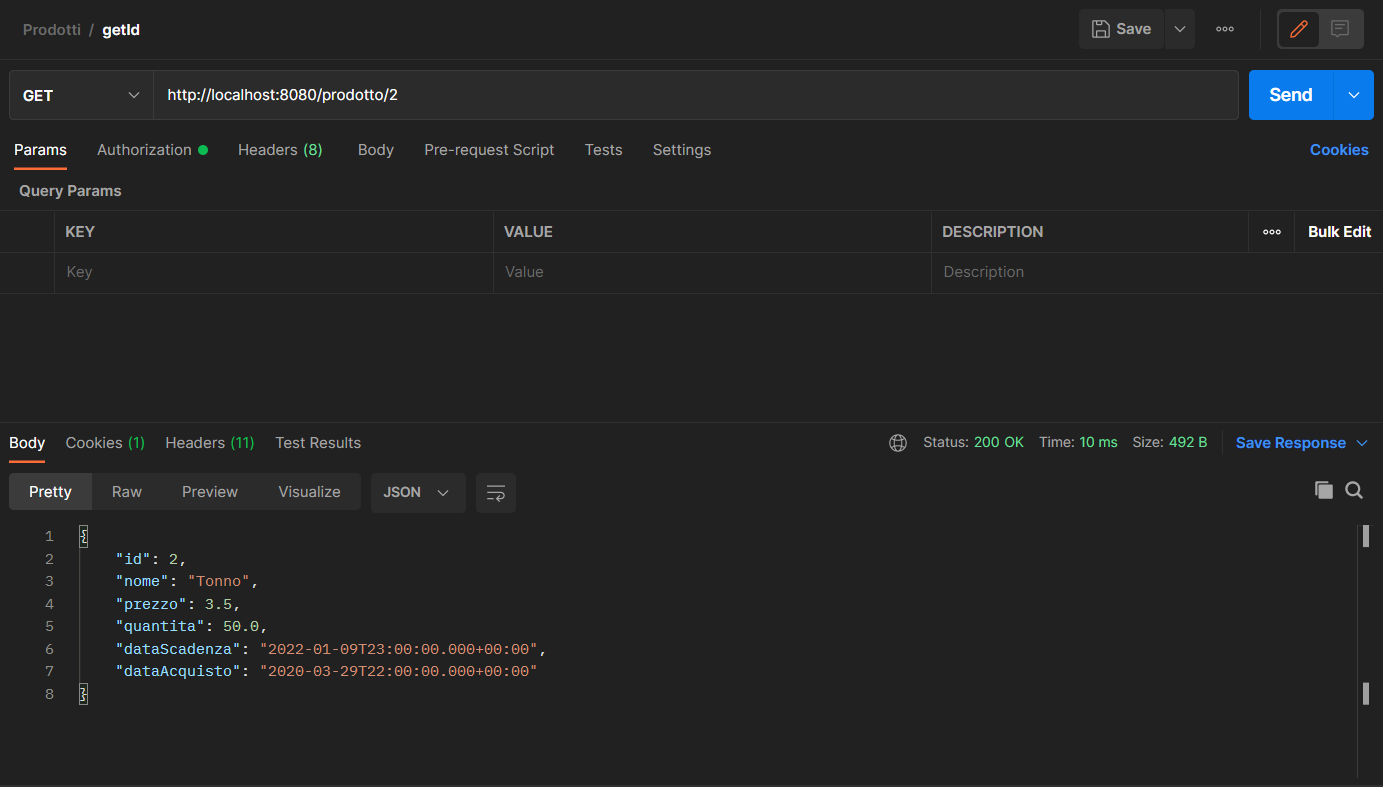 Prodotti / getId
Save
GET
http://localhost:8080/prodotto/2
Send
Params Authorization Headers (8) Body Pre-request Script Tests Settings Cookies
Query Params
KEY VALUE DESCRIPTION Bulk Edit
Key Value Description
Body Cookies (1) Headers (11) Test Results Status: 200 OK Time: 10 ms Size: 492 B Save Response
Pretty Raw Preview Visualize JSON
1 {
2 "id": 2,
3 "nome": "Tonno",
4 "prezzo": 3.5,
5 "quantita": 50.0,
6 "dataScadenza": "2022-01-09T23:00:00.000+00:00",
7 "dataAcquisto": "2020-03-29T22:00:00.000+00:00"
8 }